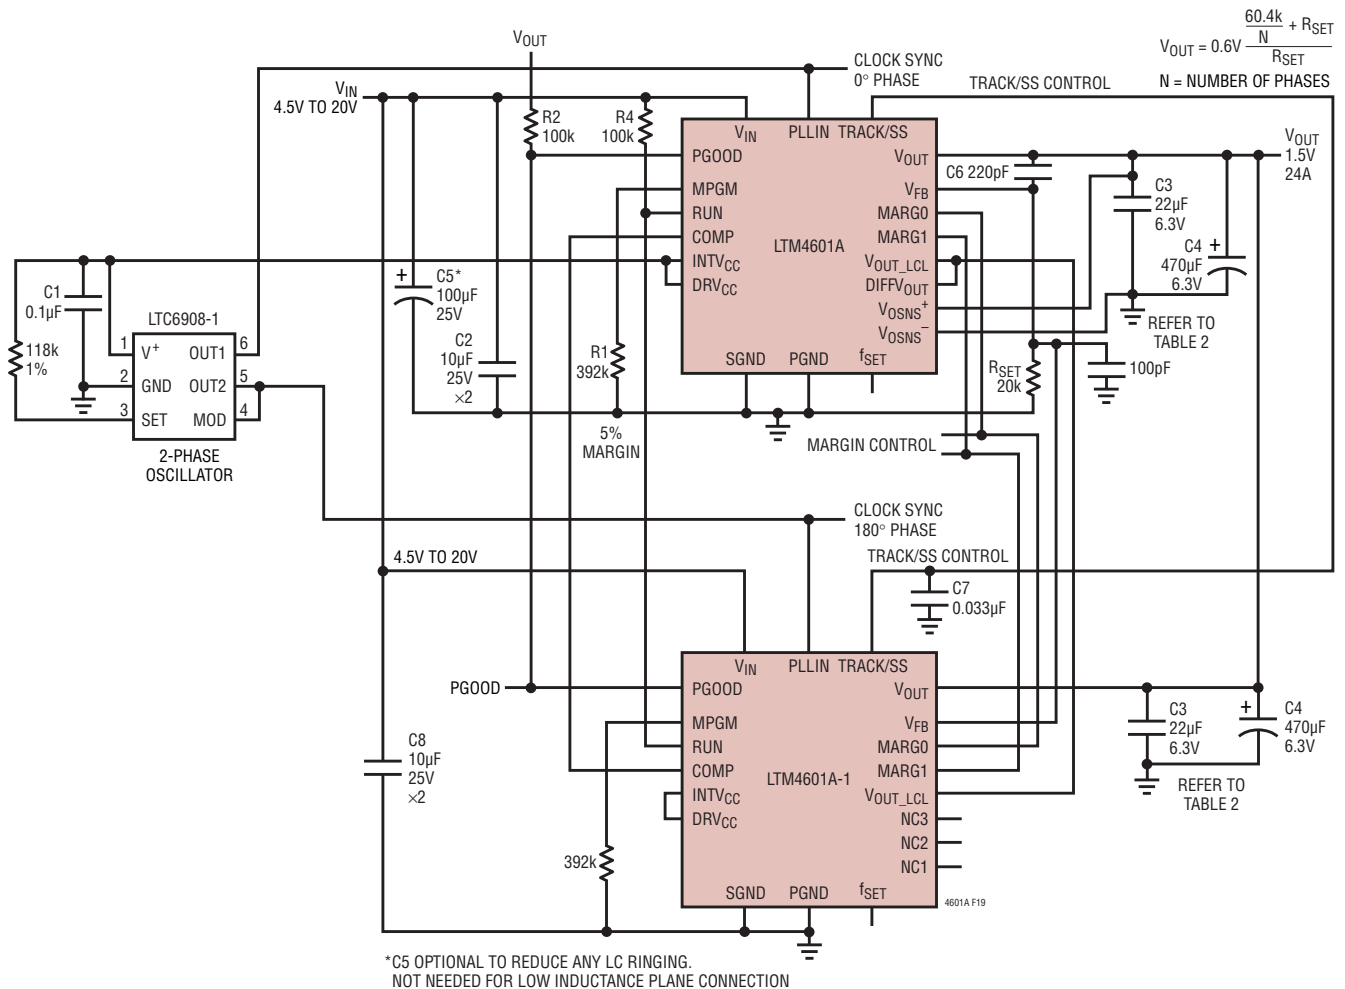 V_OUT = 0.6V (60.4k/N + R_SET)/R_SET
N = NUMBER OF PHASES
V_OUT
CLOCK SYNC
0° PHASE
TRACK/SS CONTROL
V_IN
4.5V TO 20V
R2
100k
R4
100k
V_IN
PLLIN
TRACK/SS
PGOOD
MPGM
RUN
COMP
INTV_CC
DRV_CC
LTM4601A
V_OUT
V_FB
MARG0
MARG1
V_OUT_LCL
DIFFV_OUT
V_OSNS+
V_OSNS–
SGND
PGND
f_SET
C6 220pF
V_OUT
1.5V
24A
C3
22µF
6.3V
C4
+
470µF
6.3V
REFER TO
TABLE 2
C1
0.1µF
118k
1%
LTC6908-1
1
V+
OUT1
6
2
GND
OUT2
5
3
SET
MOD
4
2-PHASE
OSCILLATOR
+
C5*
100µF
25V
C2
10µF
25V
×2
R1
392k
5%
MARGIN
R_SET
20k
100pF
MARGIN CONTROL
CLOCK SYNC
180° PHASE
4.5V TO 20V
TRACK/SS CONTROL
C7
0.033µF
V_IN
PLLIN
TRACK/SS
PGOOD
PGOOD
MPGM
RUN
COMP
INTV_CC
DRV_CC
LTM4601A-1
V_OUT
V_FB
MARG0
MARG1
V_OUT_LCL
NC3
NC2
NC1
SGND
PGND
f_SET
C8
10µF
25V
×2
392k
C3
22µF
6.3V
+
C4
470µF
6.3V
REFER TO
TABLE 2
4601A F19
*C5 OPTIONAL TO REDUCE ANY LC RINGING.
NOT NEEDED FOR LOW INDUCTANCE PLANE CONNECTION